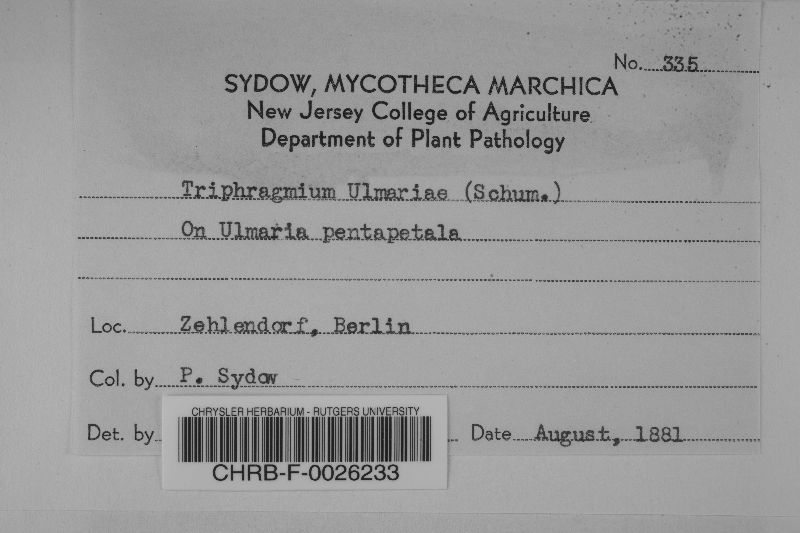 No. 335
SYDOW, MYCOTHECA MARCHICA
New Jersey College of Agriculture
Department of Plant Pathology
Triphragmium Ulmariae (Schum.)
On Ulmaria pentapetala
Loc. Zehlendorf, Berlin
Col. by P. Sydow
Det. by
Date August, 1881
CHRYSLER HERBARIUM - RUTGERS UNIVERSITY
CHRB-F-0026233